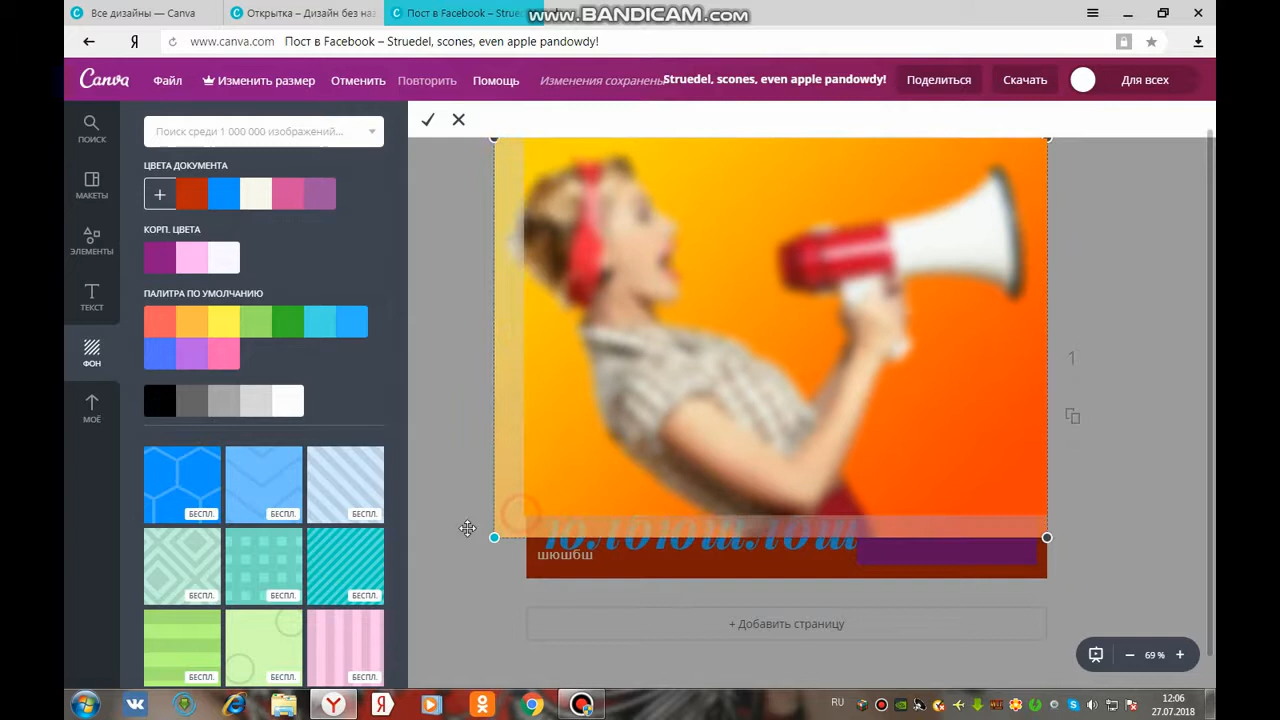 Все дизайны — Canva
Открытка – Дизайн без наз
Пост в Facebook – Strue
www.BANDICAM.com
www.canva.com Пост в Facebook – Struedel, scones, even apple pandowdy!
Canva
Файл
Изменить размер
Отменить
Повторить
Помощь
Изменения сохранены
Struedel, scones, even apple pandowdy!
Поделиться
Скачать
Для всех
ПОИСК
МАКЕТЫ
ЭЛЕМЕНТЫ
ТЕКСТ
ФОН
МОЁ
Поиск среди 1 000 000 изображений...
ЦВЕТА ДОКУМЕНТА
КОРП. ЦВЕТА
ПАЛИТРА ПО УМОЛЧАНИЮ
БЕСПЛ. БЕСПЛ. БЕСПЛ.
БЕСПЛ. БЕСПЛ. БЕСПЛ.
БЕСПЛ. БЕСПЛ. БЕСПЛ.
1
юлоюшлош
шюшбш
+ Добавить страницу
69 %
RU
12:06
27.07.2018